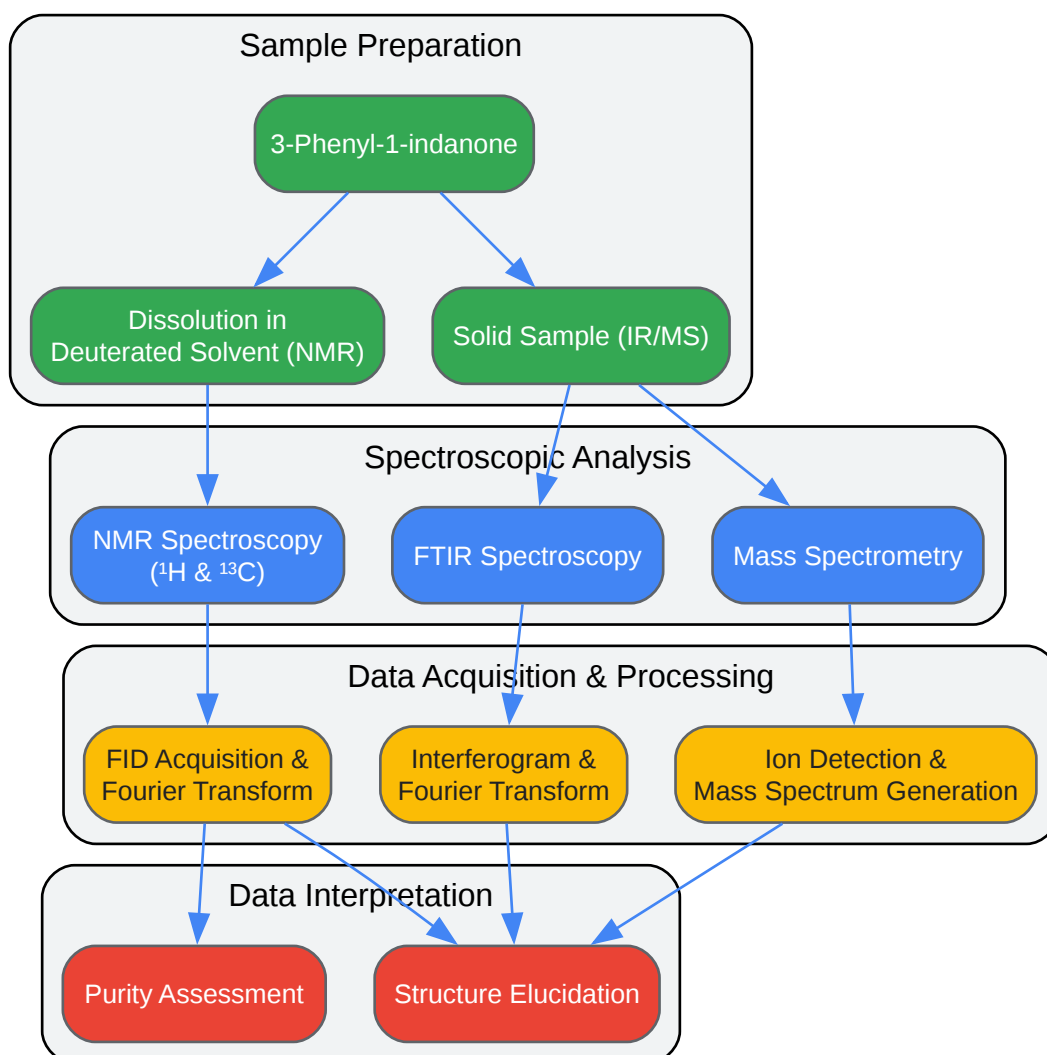 Sample Preparation
3-Phenyl-1-indanone
Dissolution in
Deuterated Solvent (NMR)
Solid Sample (IR/MS)
Spectroscopic Analysis
NMR Spectroscopy
(¹H & ¹³C)
FTIR Spectroscopy
Mass Spectrometry
Data Acquisition & Processing
FID Acquisition &
Fourier Transform
Interferogram &
Fourier Transform
Ion Detection &
Mass Spectrum Generation
Data Interpretation
Purity Assessment
Structure Elucidation